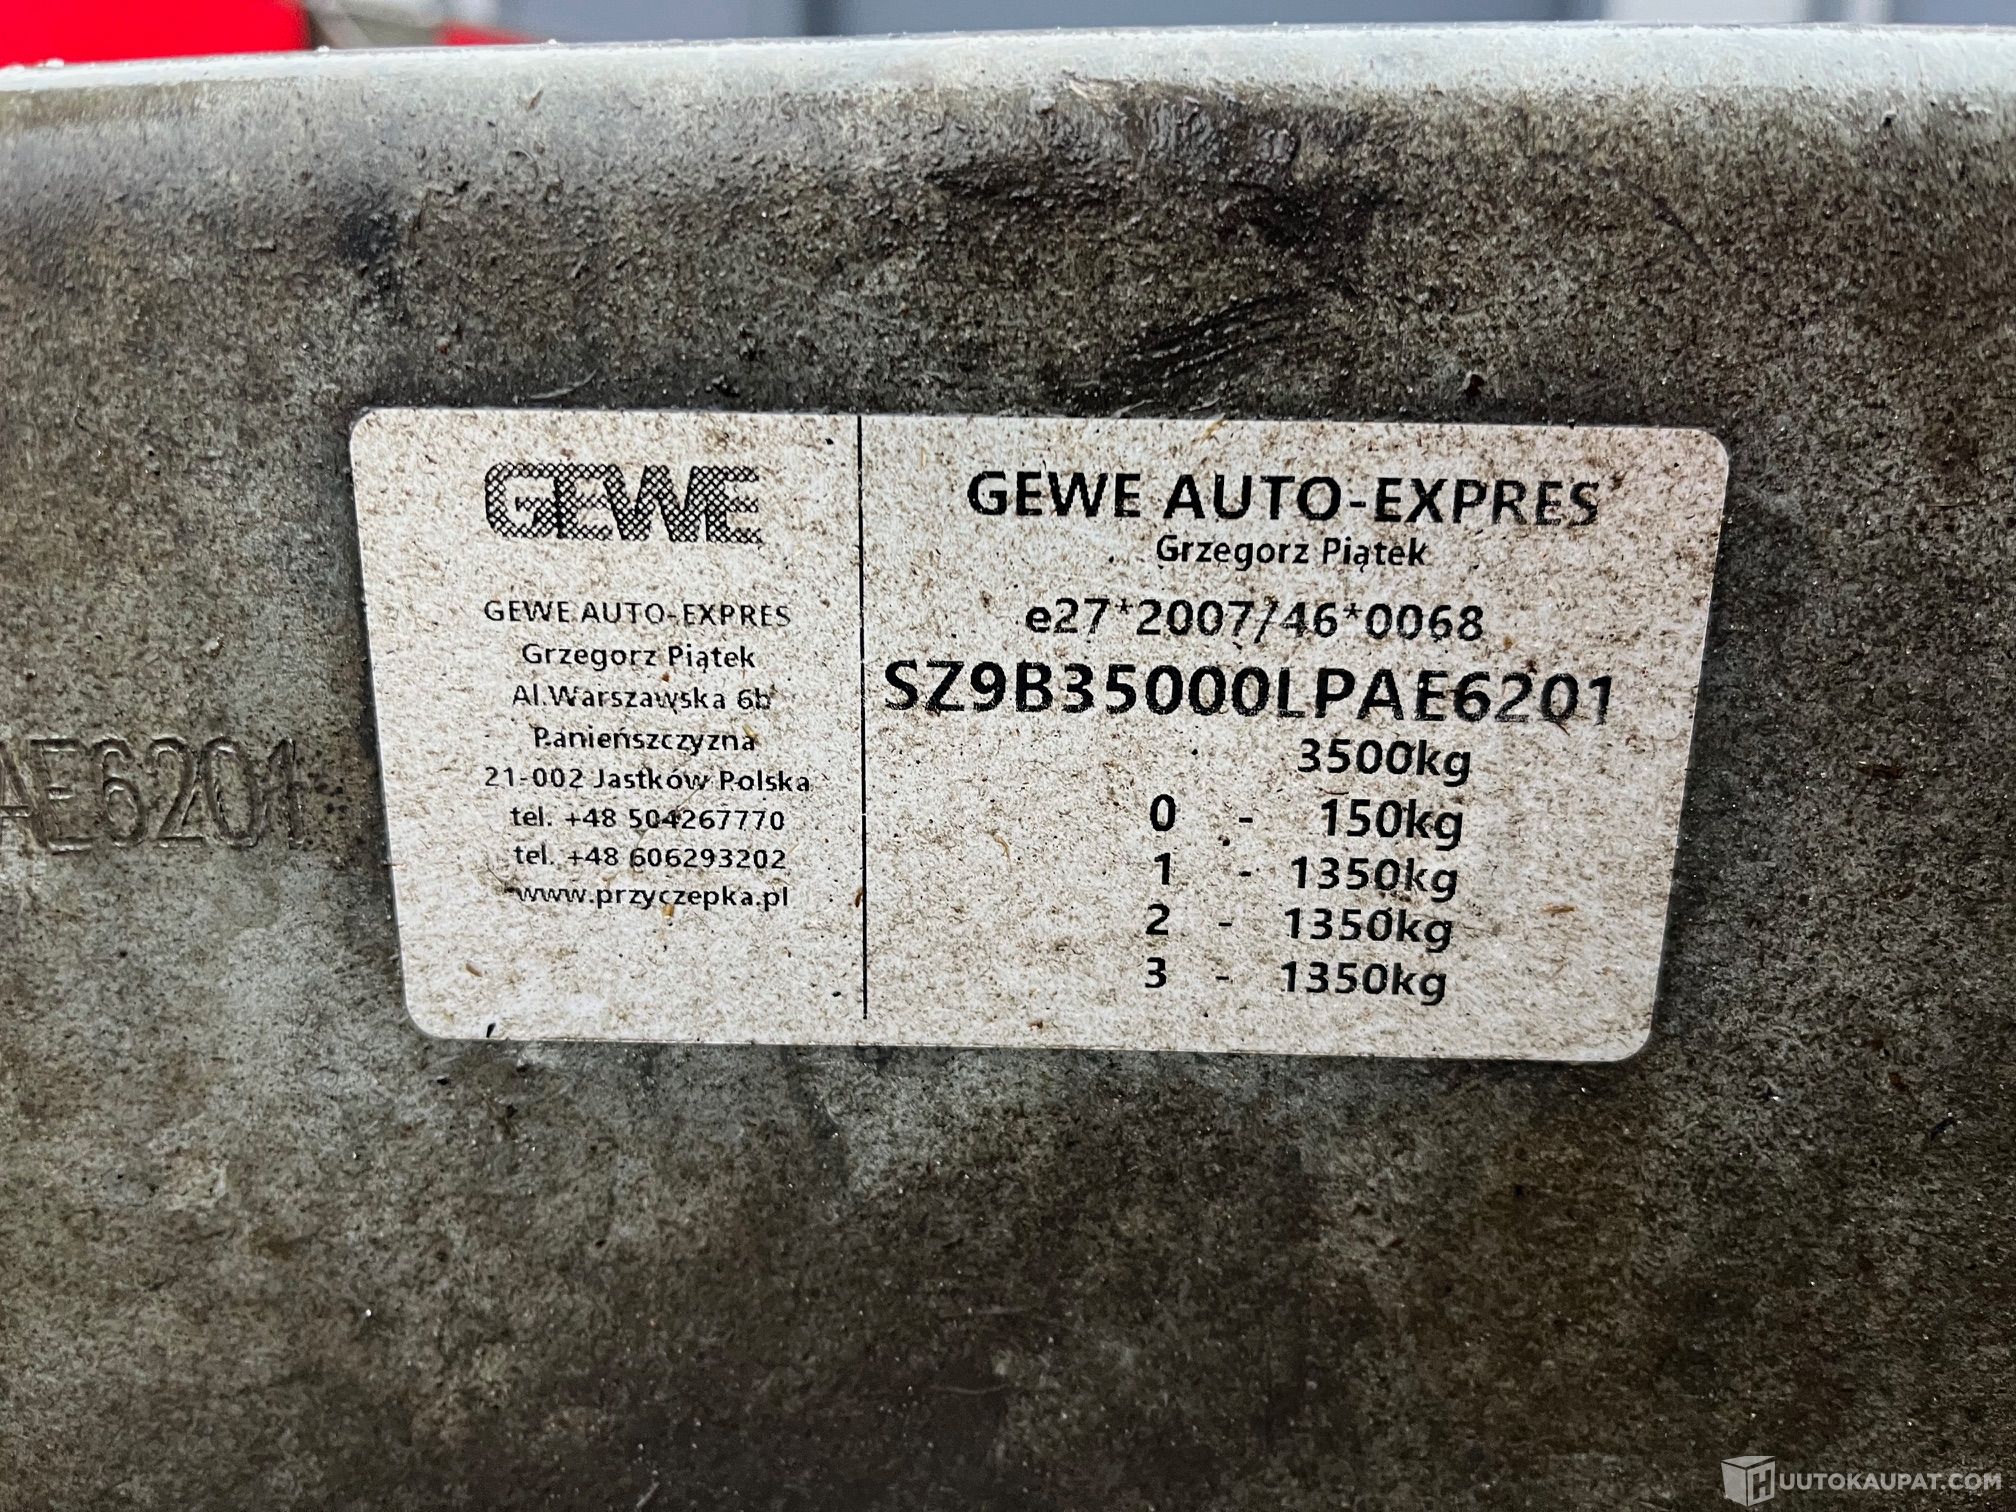 GEWE
GEWE AUTO-EXPRES
Grzegorz Piątek
Al.Warszawska 6b
Panieńszczyzna
21-002 Jastków Polska
tel. +48 504267770
tel. +48 606293202
www.przyczepka.pl
GEWE AUTO-EXPRES
Grzegorz Piątek
e27*2007/46*0068
SZ9B35000LPAE6201
3500kg
0 - 150kg
1 - 1350kg
2 - 1350kg
3 - 1350kg
AE6201
HUUTOKAUPAT.COM